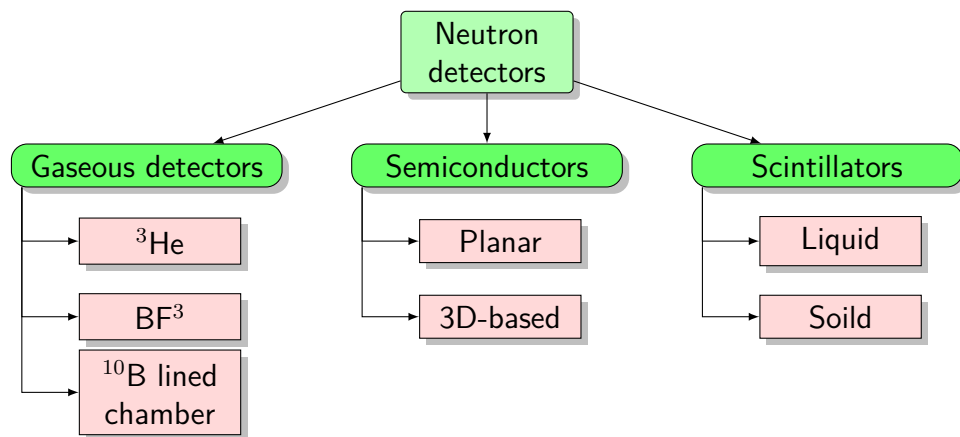 Neutron
detectors
Gaseous detectors
Semiconductors
Scintillators
³He
Planar
Liquid
BF³
3D-based
Soild
¹⁰B lined
chamber